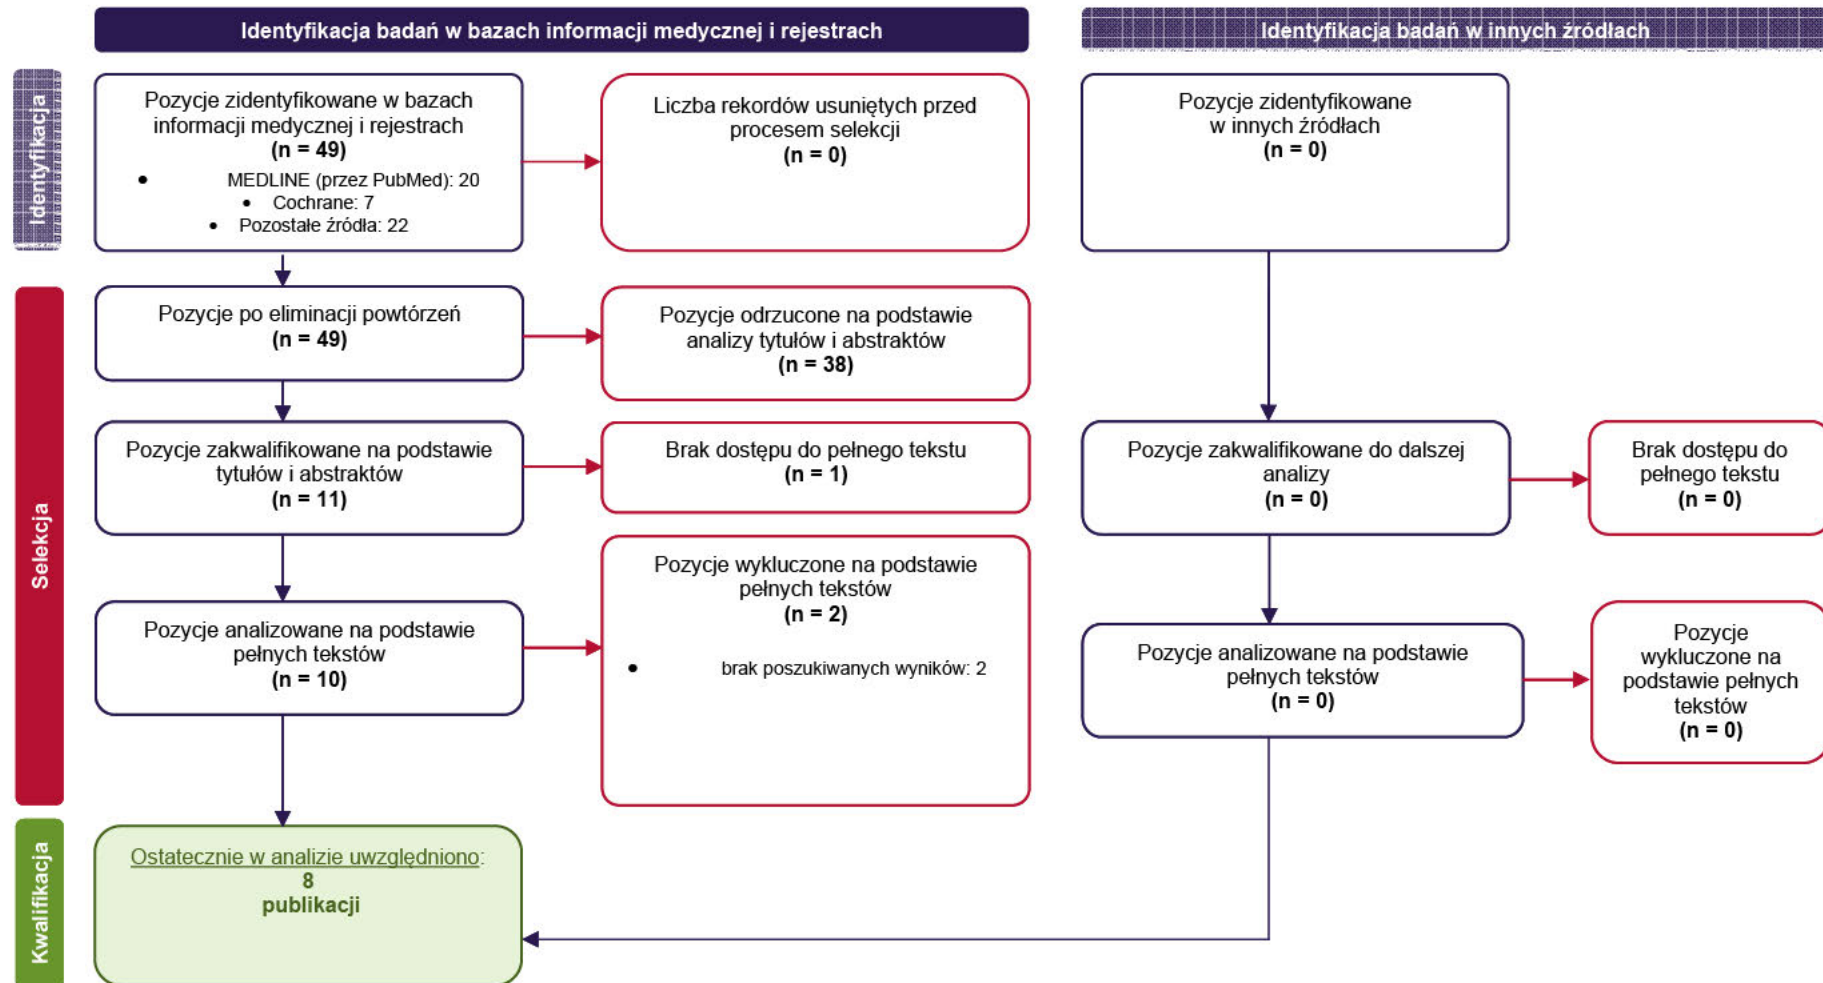 Identyfikacja badań w bazach informacji medycznej i rejestrach
Identyfikacja badań w innych źródłach
Identyfikacja
Pozycje zidentyfikowane w bazach
informacji medycznej i rejestrach
(n = 49)
• MEDLINE (przez PubMed): 20
• Cochrane: 7
• Pozostałe źródła: 22
Liczba rekordów usuniętych przed
procesem selekcji
(n = 0)
Pozycje zidentyfikowane
w innych źródłach
(n = 0)
Selekcja
Pozycje po eliminacji powtórzeń
(n = 49)
Pozycje odrzucone na podstawie
analizy tytułów i abstraktów
(n = 38)
Pozycje zakwalifikowane na podstawie
tytułów i abstraktów
(n = 11)
Brak dostępu do pełnego tekstu
(n = 1)
Pozycje zakwalifikowane do dalszej
analizy
(n = 0)
Brak dostępu do
pełnego tekstu
(n = 0)
Pozycje analizowane na podstawie
pełnych tekstów
(n = 10)
Pozycje wykluczone na podstawie
pełnych tekstów
(n = 2)
• brak poszukiwanych wyników: 2
Pozycje analizowane na podstawie
pełnych tekstów
(n = 0)
Pozycje
wykluczone na
podstawie pełnych
tekstów
(n = 0)
Kwalifikacja
Ostatecznie w analizie uwzględniono:
8
publikacji